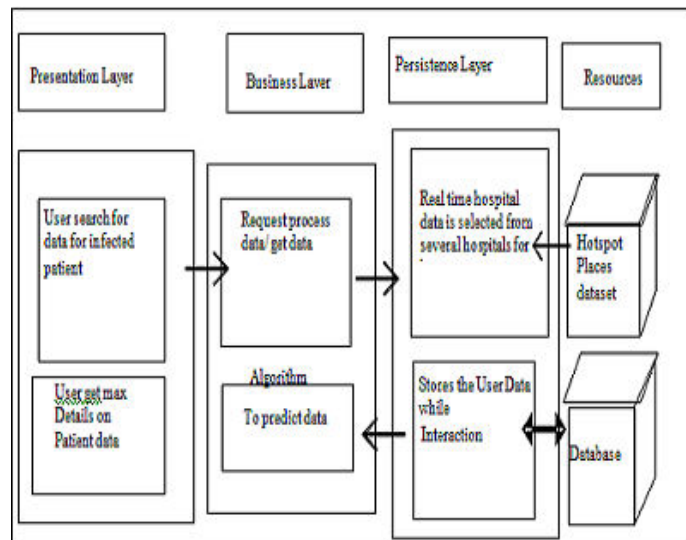 Presentation Layer
Business Laver
Persistence Layer
Resources
User search for
data for infected
patient
Request process
data/ get data
Real time hospital
data is selected from
several hospitals for
Hotspot
Places
dataset
User get max
Details on
Patient data
Algorithm
To predict data
Stores the User Data
while
Interaction
Database